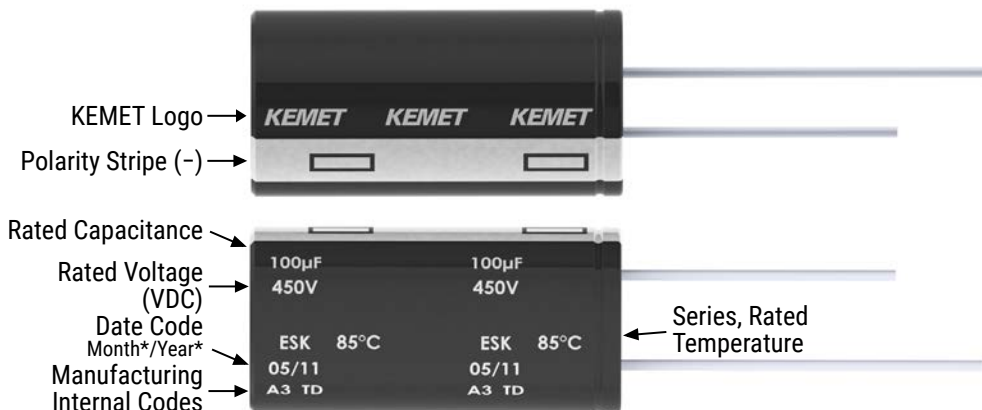 KEMET Logo
KEMET KEMET KEMET
Polarity Stripe (−)
Rated Capacitance
100µF 100µF
Rated Voltage
(VDC)
450V 450V
Date Code
Month*/Year*
ESK 85°C ESK 85°C
05/11 05/11
Manufacturing
Internal Codes
A3 TD A3 TD
Series, Rated
Temperature